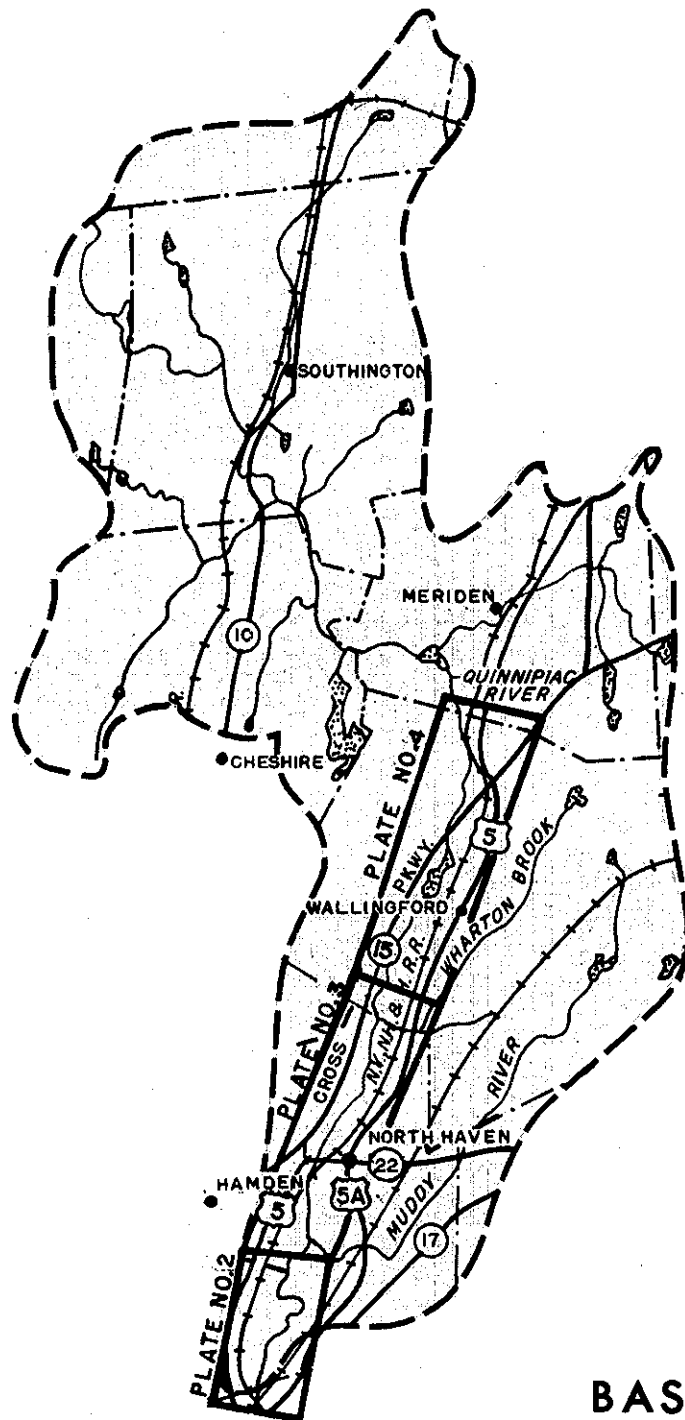 SOUTHINGTON
MERIDEN
10
QUINNIPIAC
RIVER
CHESHIRE
PLATE NO.4
5
PKWY
WHARTON BROOK
WALLINGFORD
15
N.Y. N.H. & H. R.R.
PLATE NO.3
CROSS
RIVER
NORTH HAVEN
22
HAMDEN
5
5A
MUDDY
17
PLATE NO.2
BAS